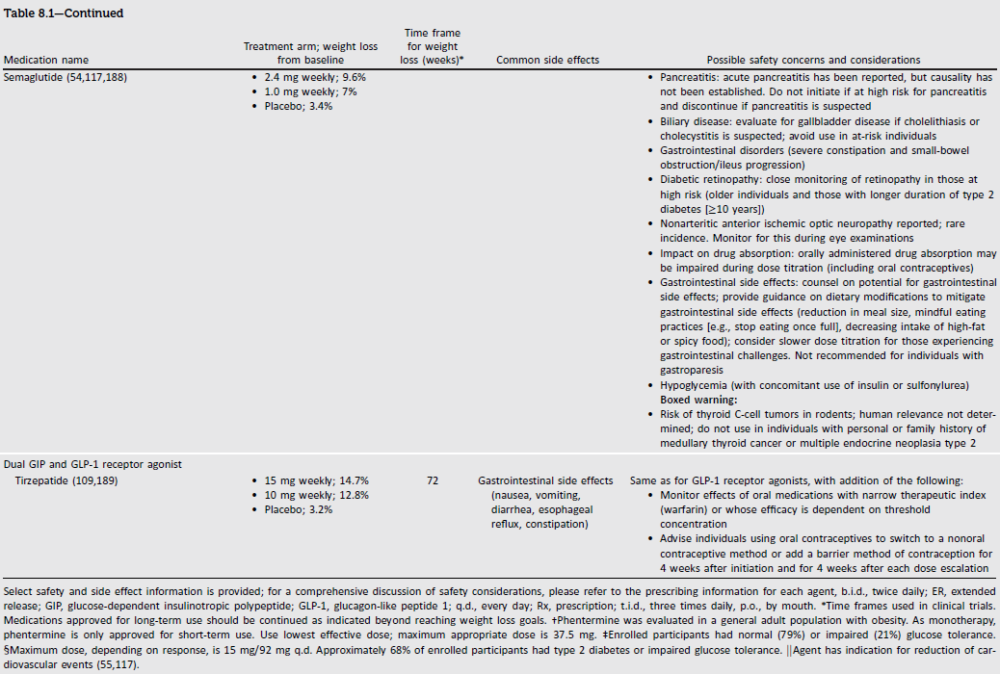 Table 8.1—Continued
Medication name
Treatment arm; weight loss
from baseline
Time frame
for weight
loss (weeks)*
Common side effects
Possible safety concerns and considerations
Semaglutide (54,117,188)
• 2.4 mg weekly; 9.6%
• 1.0 mg weekly; 7%
• Placebo; 3.4%
• Pancreatitis: acute pancreatitis has been reported, but causality has
not been established. Do not initiate if at high risk for pancreatitis
and discontinue if pancreatitis is suspected
• Biliary disease: evaluate for gallbladder disease if cholelithiasis or
cholecystitis is suspected; avoid use in at-risk individuals
• Gastrointestinal disorders (severe constipation and small-bowel
obstruction/ileus progression)
• Diabetic retinopathy: close monitoring of retinopathy in those at
high risk (older individuals and those with longer duration of type 2
diabetes [≥10 years])
• Nonarteritic anterior ischemic optic neuropathy reported; rare
incidence. Monitor for this during eye examinations
• Impact on drug absorption: orally administered drug absorption may
be impaired during dose titration (including oral contraceptives)
• Gastrointestinal side effects: counsel on potential for gastrointestinal
side effects; provide guidance on dietary modifications to mitigate
gastrointestinal side effects (reduction in meal size, mindful eating
practices [e.g., stop eating once full], decreasing intake of high-fat
or spicy food); consider slower dose titration for those experiencing
gastrointestinal challenges. Not recommended for individuals with
gastroparesis
• Hypoglycemia (with concomitant use of insulin or sulfonylurea)
Boxed warning:
• Risk of thyroid C-cell tumors in rodents; human relevance not deter-
mined; do not use in individuals with personal or family history of
medullary thyroid cancer or multiple endocrine neoplasia type 2
Dual GIP and GLP-1 receptor agonist
Tirzepatide (109,189)
• 15 mg weekly; 14.7%
• 10 mg weekly; 12.8%
• Placebo; 3.2%
72
Gastrointestinal side effects
(nausea, vomiting,
diarrhea, esophageal
reflux, constipation)
Same as for GLP-1 receptor agonists, with addition of the following:
• Monitor effects of oral medications with narrow therapeutic index
(warfarin) or whose efficacy is dependent on threshold
concentration
• Advise individuals using oral contraceptives to switch to a nonoral
contraceptive method or add a barrier method of contraception for
4 weeks after initiation and for 4 weeks after each dose escalation
Select safety and side effect information is provided; for a comprehensive discussion of safety considerations, please refer to the prescribing information for each agent, b.i.d., twice daily; ER, extended
release; GIP, glucose-dependent insulinotropic polypeptide; GLP-1, glucagon-like peptide 1; q.d., every day; Rx, prescription; t.i.d., three times daily, p.o., by mouth. *Time frames used in clinical trials.
Medications approved for long-term use should be continued as indicated beyond reaching weight loss goals. †Phentermine was evaluated in a general adult population with obesity. As monotherapy,
phentermine is only approved for short-term use. Use lowest effective dose; maximum appropriate dose is 37.5 mg. ‡Enrolled participants had normal (79%) or impaired (21%) glucose tolerance.
§Maximum dose, depending on response, is 15 mg/92 mg q.d. Approximately 68% of enrolled participants had type 2 diabetes or impaired glucose tolerance. ||Agent has indication for reduction of car-
diovascular events (55,117).